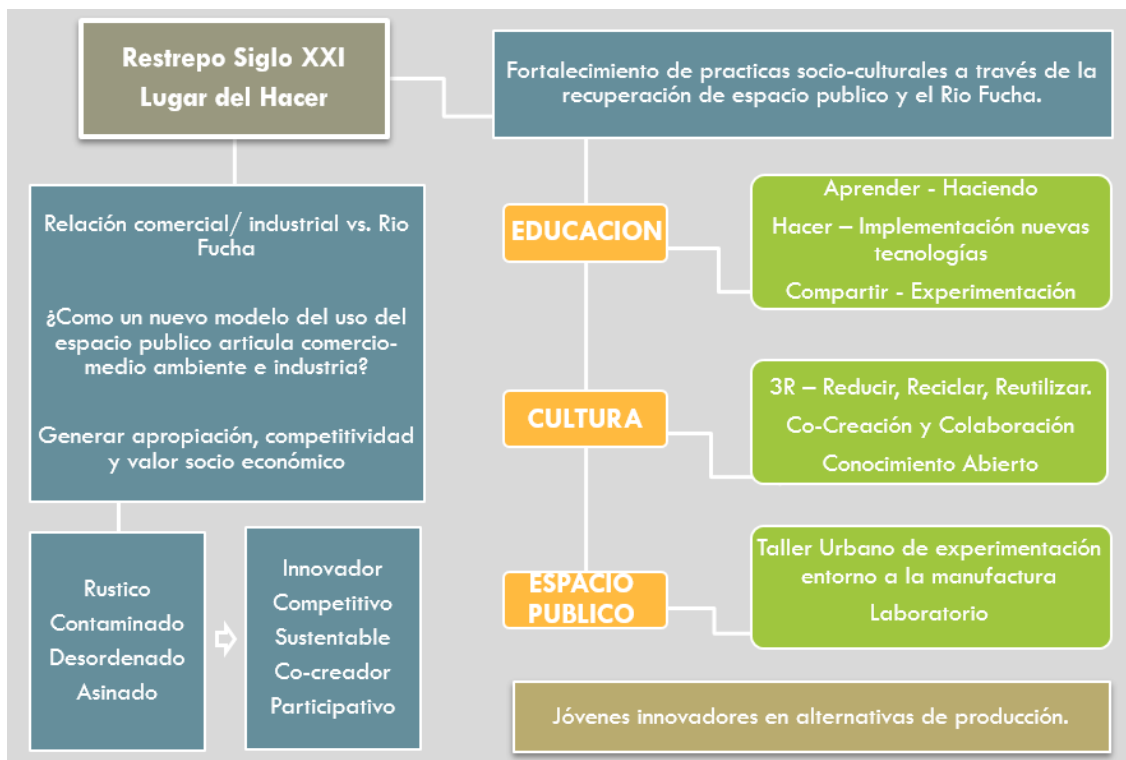 Restrepo Siglo XXI
Lugar del Hacer
Fortalecimiento de practicas socio-culturales a través de la
recuperación de espacio publico y el Rio Fucha.
Relación comercial/ industrial vs. Rio
Fucha
¿Como un nuevo modelo del uso del
espacio publico articula comercio-
medio ambiente e industria?
Generar apropiación, competitividad
y valor socio económico
Rustico
Contaminado
Desordenado
Asinado
Innovador
Competitivo
Sustentable
Co-creador
Participativo
EDUCACION
Aprender - Haciendo
Hacer – Implementación nuevas
tecnologías
Compartir - Experimentación
CULTURA
3R – Reducir, Reciclar, Reutilizar.
Co-Creación y Colaboración
Conocimiento Abierto
ESPACIO
PUBLICO
Taller Urbano de experimentación
entorno a la manufactura
Laboratorio
Jóvenes innovadores en alternativas de producción.